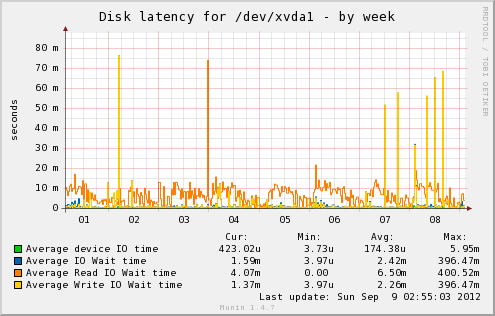 Disk latency for /dev/xvda1 - by week
RRDTOOL / TOBI OETIKER
seconds
80 m
70 m
60 m
50 m
40 m
30 m
20 m
10 m
0
01 02 03 04 05 06 07 08
Cur: Min: Avg: Max:
Average device IO time 423.02u 3.73u 174.38u 5.95m
Average IO Wait time 1.59m 3.97u 2.42m 396.47m
Average Read IO Wait time 4.07m 0.00 6.50m 400.52m
Average Write IO Wait time 1.37m 3.97u 2.26m 396.47m
Last update: Sun Sep 9 02:55:03 2012
Munin 1.4.7